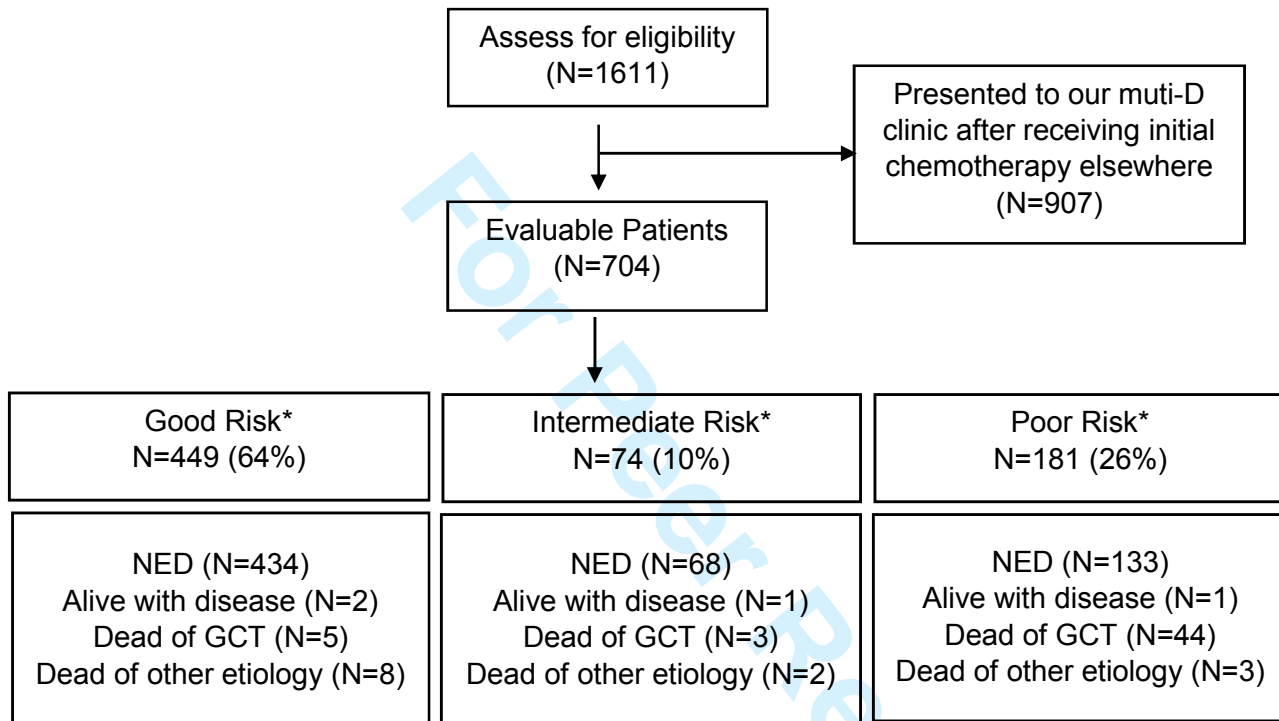 Assess for eligibility
(N=1611)
Presented to our muti-D
clinic after receiving initial
chemotherapy elsewhere
(N=907)
Evaluable Patients
(N=704)
Good Risk*
N=449 (64%)
Intermediate Risk*
N=74 (10%)
Poor Risk*
N=181 (26%)
NED (N=434)
Alive with disease (N=2)
Dead of GCT (N=5)
Dead of other etiology (N=8)
NED (N=68)
Alive with disease (N=1)
Dead of GCT (N=3)
Dead of other etiology (N=2)
NED (N=133)
Alive with disease (N=1)
Dead of GCT (N=44)
Dead of other etiology (N=3)
For Peer Re